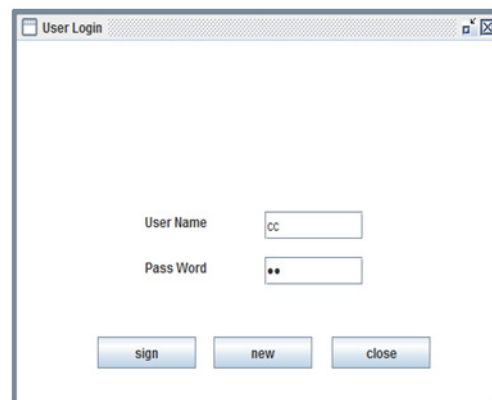 User Login
User Name cc
Pass Word ••
sign new close